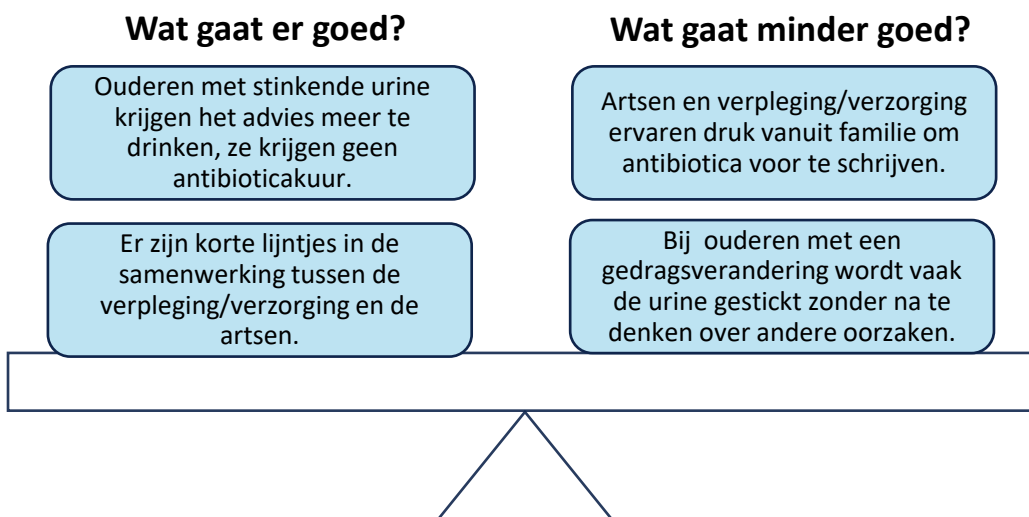 Wat gaat er goed?
Ouderen met stinkende urine
krijgen het advies meer te
drinken, ze krijgen geen
antibioticakuur.
Er zijn korte lijntjes in de
samenwerking tussen de
verpleging/verzorging en de
artsen.
Wat gaat minder goed?
Artsen en verpleging/verzorging
ervaren druk vanuit familie om
antibiotica voor te schrijven.
Bij  ouderen met een
gedragsverandering wordt vaak
de urine gestickt zonder na te
denken over andere oorzaken.